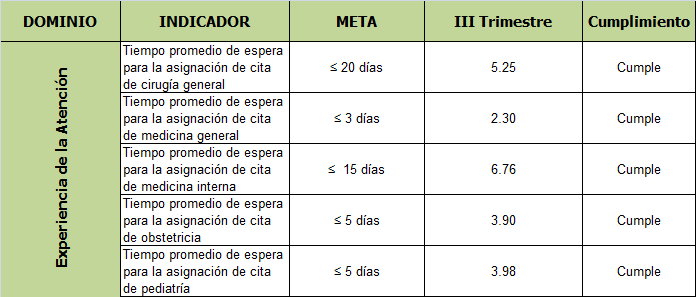 DOMINIO INDICADOR META III Trimestre Cumplimiento
Experiencia de la Atención
Tiempo promedio de espera
para la asignación de cita
de cirugía general
≤ 20 días 5.25 Cumple
Tiempo promedio de espera
para la asignación de cita
de medicina general
≤ 3 días 2.30 Cumple
Tiempo promedio de espera
para la asignación de cita
de medicina interna
≤ 15 días 6.76 Cumple
Tiempo promedio de espera
para la asignación de cita
de obstetricia
≤ 5 días 3.90 Cumple
Tiempo promedio de espera
para la asignación de cita
de pediatría
≤ 5 días 3.98 Cumple